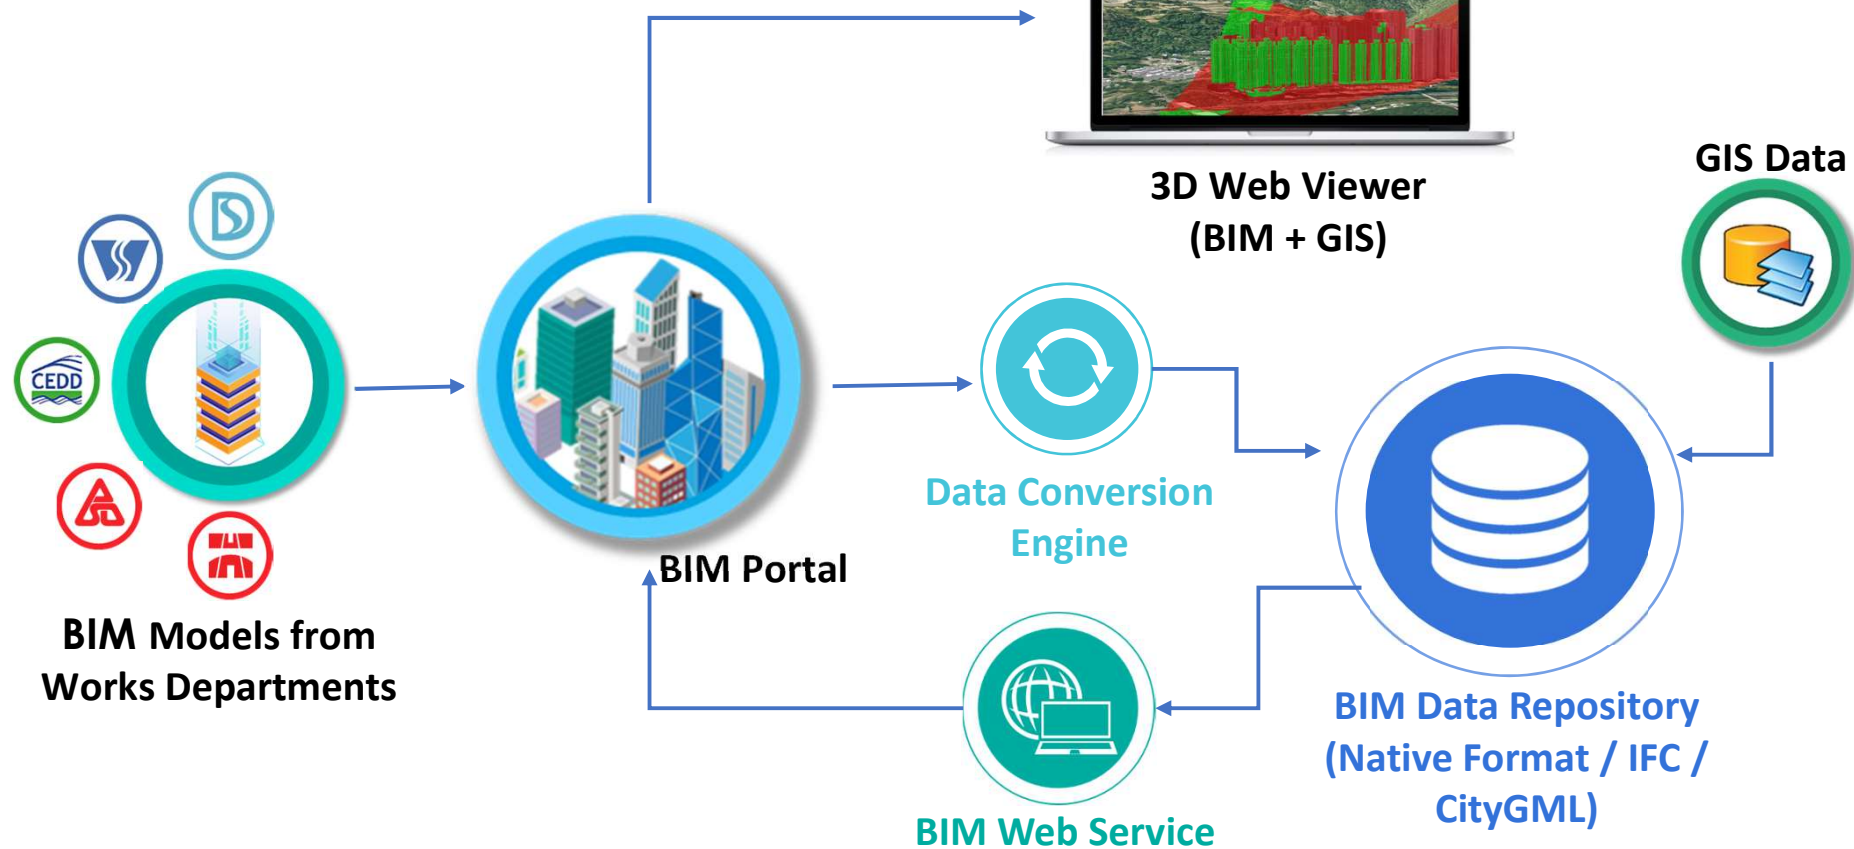 3D Web Viewer
(BIM + GIS)
GIS Data
CEDD
BIM Models from
Works Departments
BIM Portal
Data Conversion
Engine
BIM Data Repository
(Native Format / IFC /
CityGML)
BIM Web Service